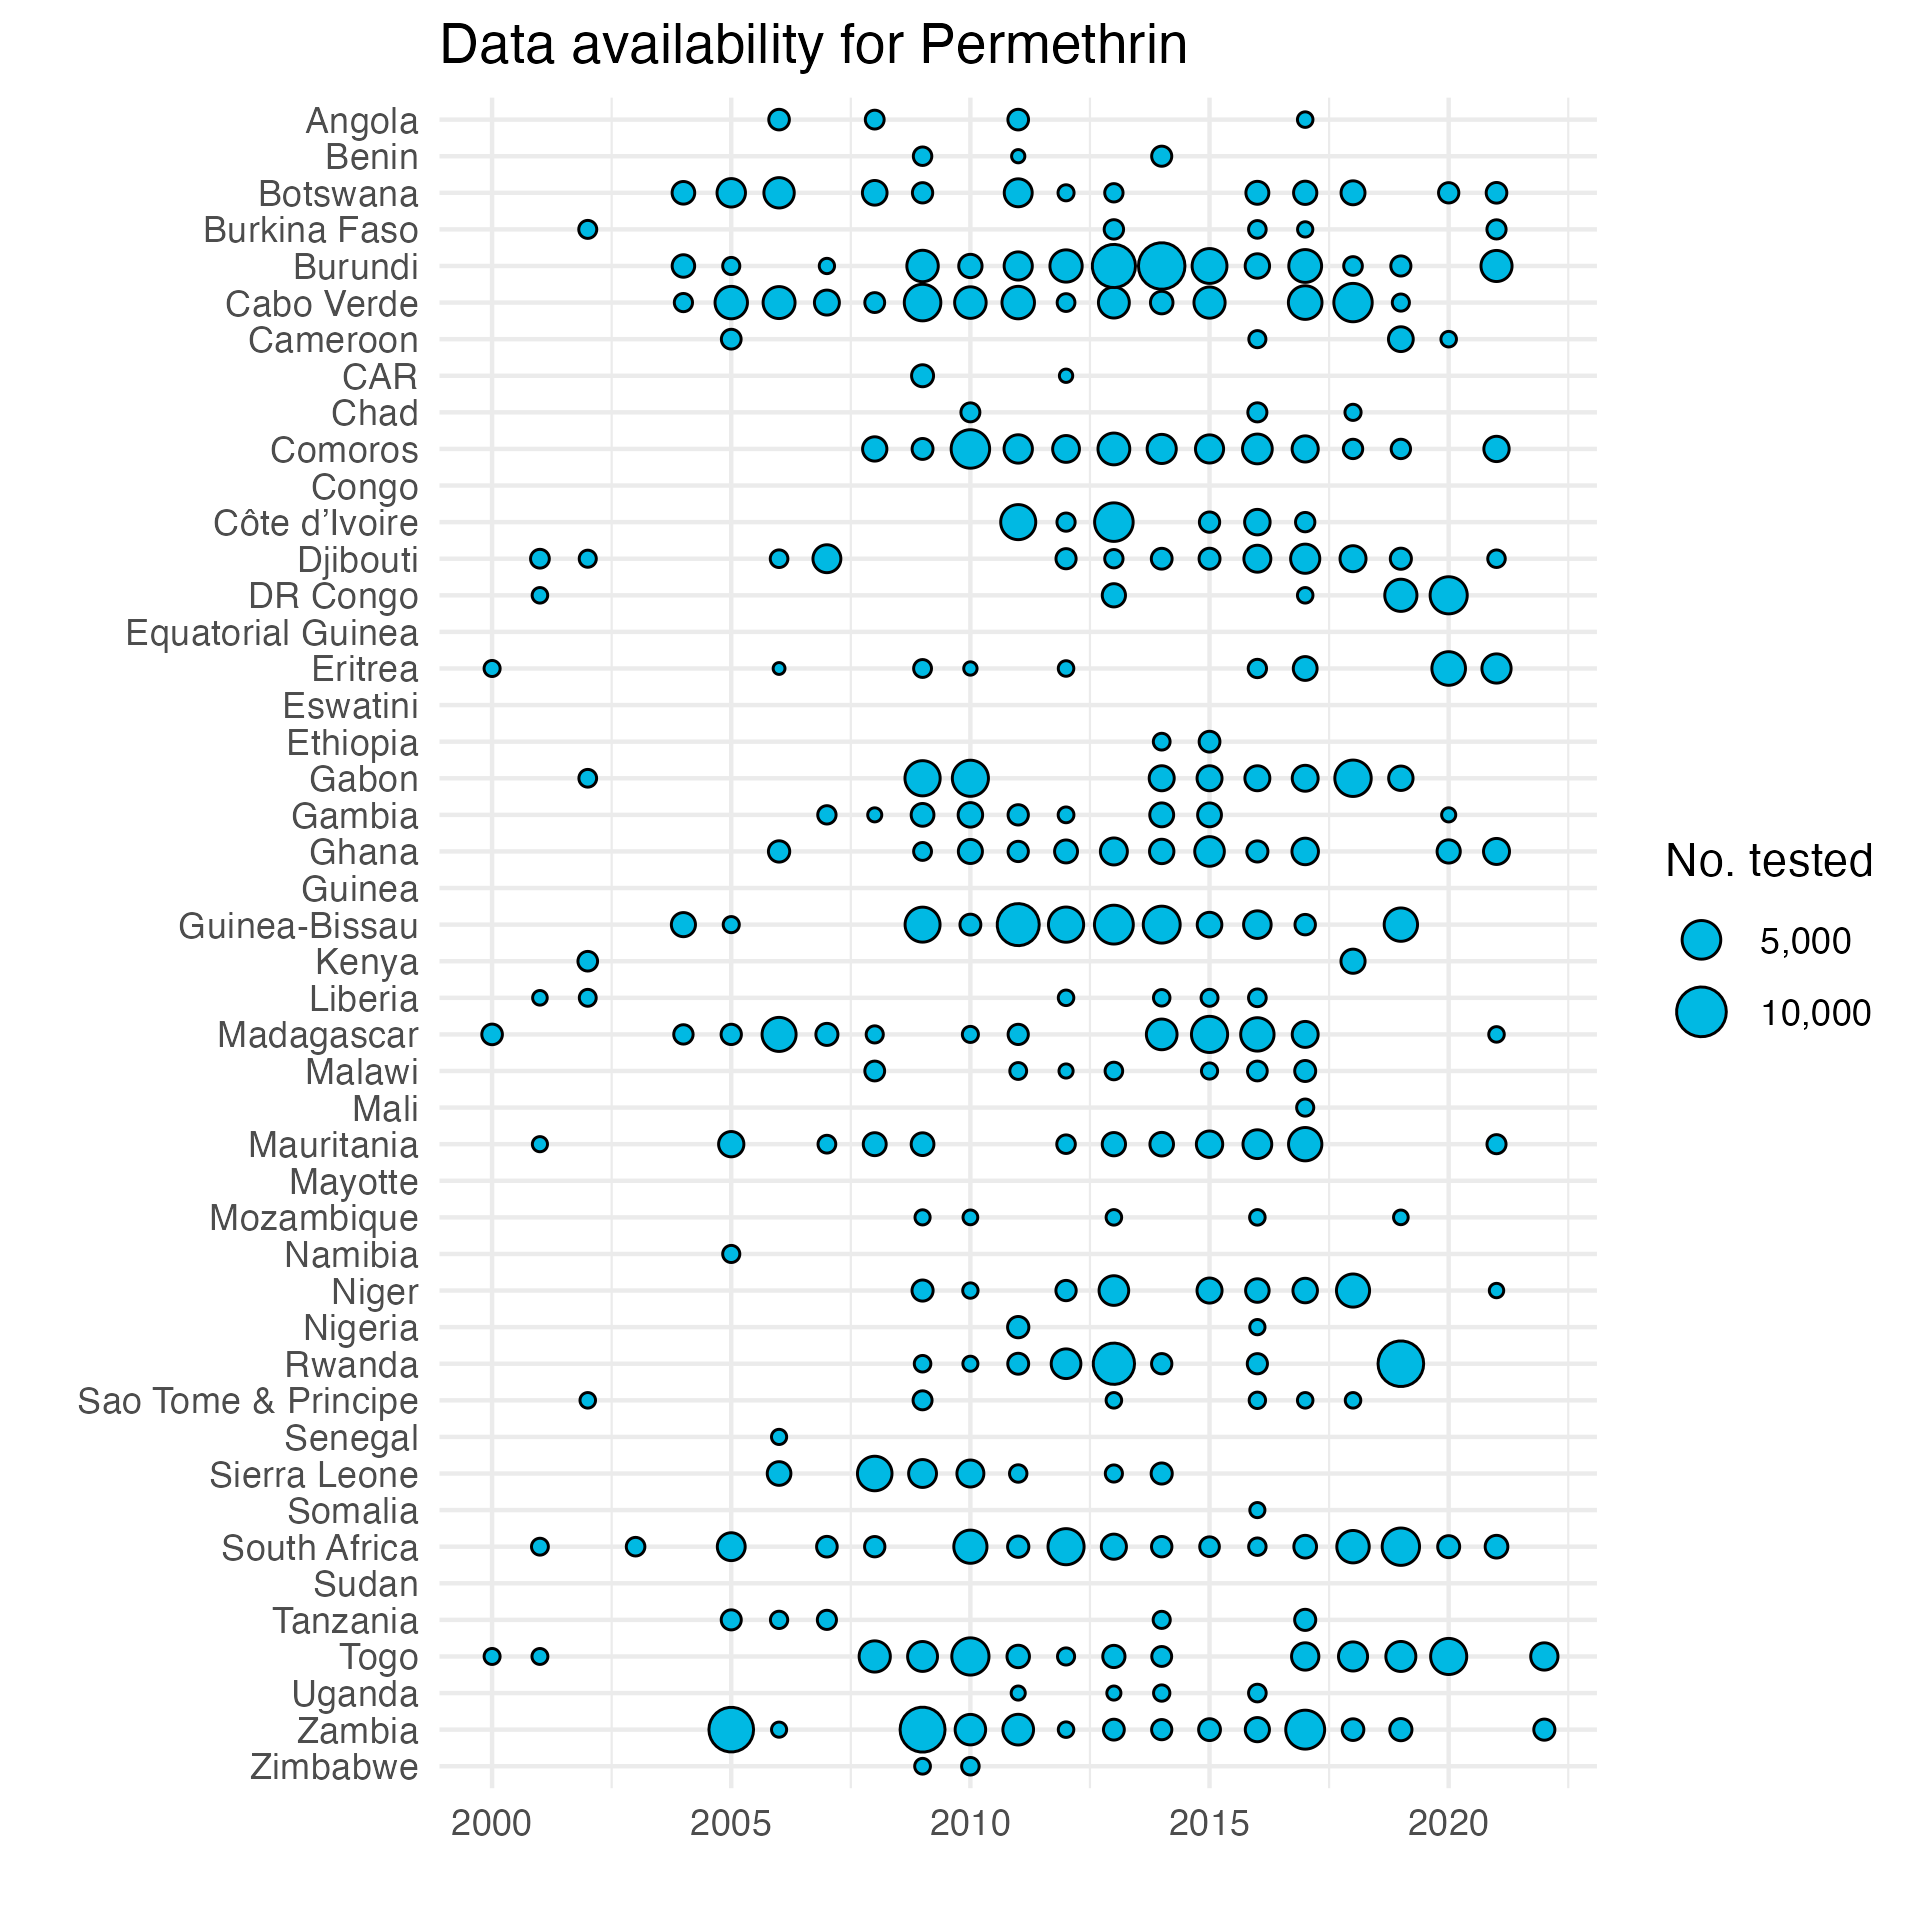 Data availability for Permethrin
Angola
Benin
Botswana
Burkina Faso
Burundi
Cabo Verde
Cameroon
CAR
Chad
Comoros
Congo
Côte d’Ivoire
Djibouti
DR Congo
Equatorial Guinea
Eritrea
Eswatini
Ethiopia
Gabon
Gambia
Ghana
Guinea
Guinea-Bissau
Kenya
Liberia
Madagascar
Malawi
Mali
Mauritania
Mayotte
Mozambique
Namibia
Niger
Nigeria
Rwanda
Sao Tome & Principe
Senegal
Sierra Leone
Somalia
South Africa
Sudan
Tanzania
Togo
Uganda
Zambia
Zimbabwe
2000 2005 2010 2015 2020
No. tested
5,000
10,000